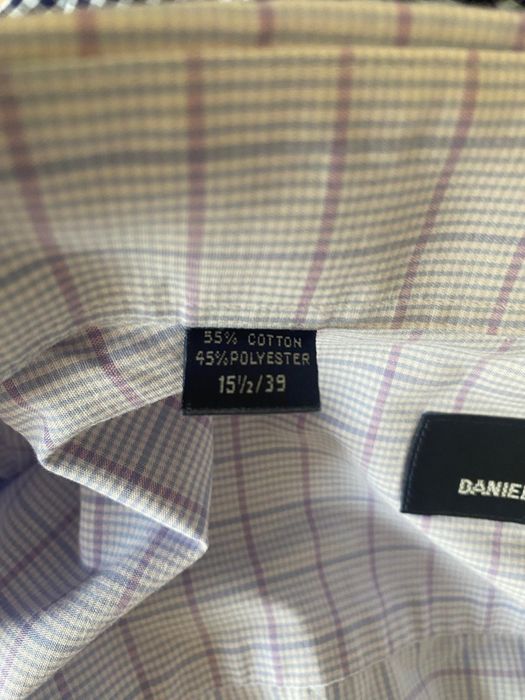 55% COTTON
45% POLYESTER
15½/39
DANIEL